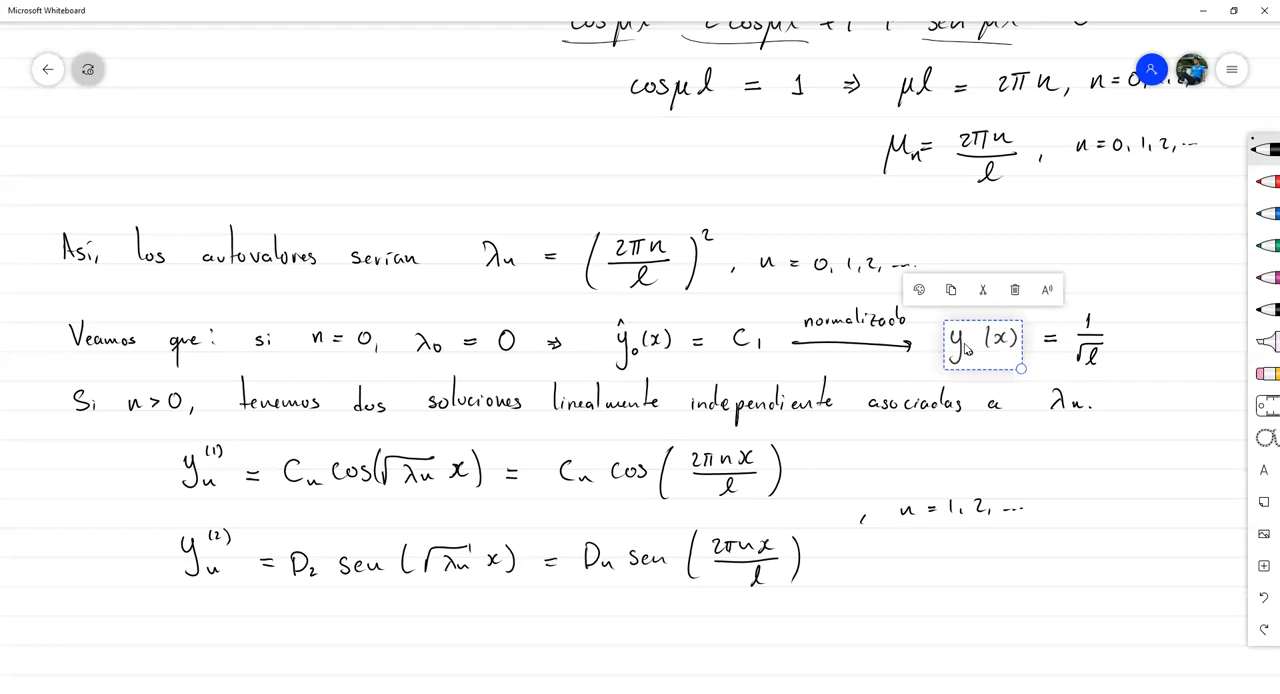 Microsoft Whiteboard
cos μl = 1 ⇒ μl = 2πn, n = 0,
μn = 2πn/l, n = 0, 1, 2, ...
Así, los autovalores serían λn = (2πn/l)^2, n = 0, 1, 2, ...
normalizado
Veamos que: si n = 0, λ0 = 0 ⇒ ŷ0(x) = C1 → y (x) = 1/√l
Si n > 0, tenemos dos soluciones linealmente independiente asociadas a λn.
yn^(1) = Cn cos(√λn x) = Cn cos(2πnx/l)
, n = 1, 2, ...
yn^(2) = D2 sen(√λn x) = Dn sen(2πnx/l)